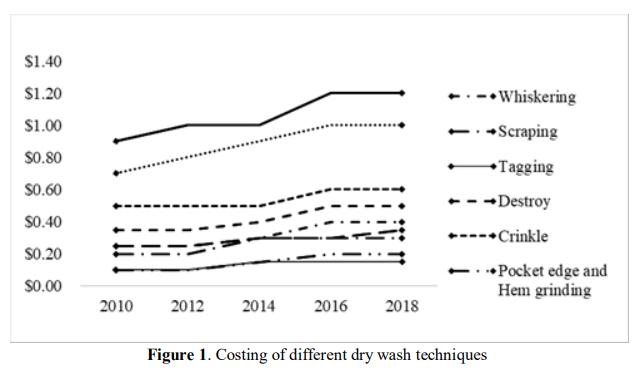 $1.40
$1.20
$1.00
$0.80
$0.60
$0.40
$0.20
$0.00
2010 2012 2014 2016 2018
Whiskering
Scraping
Tagging
Destroy
Crinkle
Pocket edge and
Hem grinding
Figure 1. Costing of different dry wash techniques